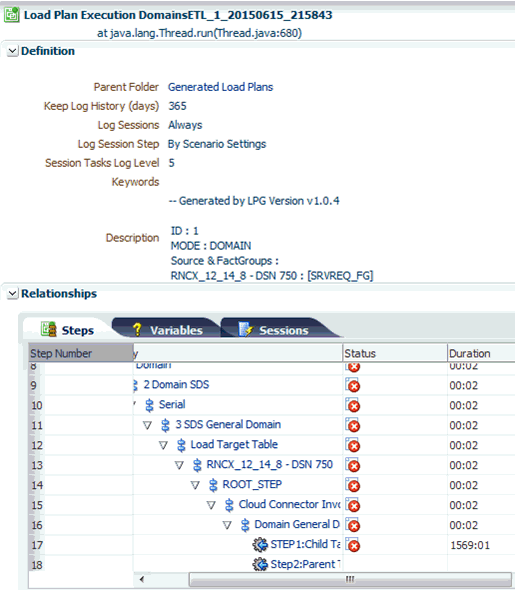 Load Plan Execution DomainsETL_1_20150615_215843
at java.lang.Thread.run(Thread.java:680)
Definition
Parent Folder Generated Load Plans
Keep Log History (days) 365
Log Sessions Always
Log Session Step By Scenario Settings
Session Tasks Log Level 5
Keywords
-- Generated by LPG Version v1.0.4
Description
ID : 1
MODE : DOMAIN
Source & FactGroups :
RNCX_12_14_8 - DSN 750 : [SRVREQ_FG]
Relationships
Steps Variables Sessions
Step Number y Status Duration
8 Domain 00:02
9 2 Domain SDS 00:02
10 Serial 00:02
11 3 SDS General Domain 00:02
12 Load Target Table 00:02
13 RNCX_12_14_8 - DSN 750 00:02
14 ROOT_STEP 00:02
15 Cloud Connector Invo 00:02
16 Domain General D 00:02
17 STEP1:Child Ta 1569:01
18 Step2:Parent T